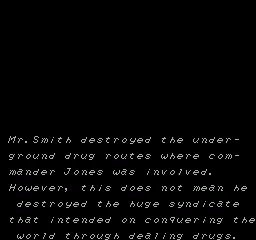 Mr.Smith destroyed the under-
ground drug routes where com-
mander Jones was involved.
However, this does not mean he
destroyed the huge syndicate
that intended on conquering the
world through dealing drugs.